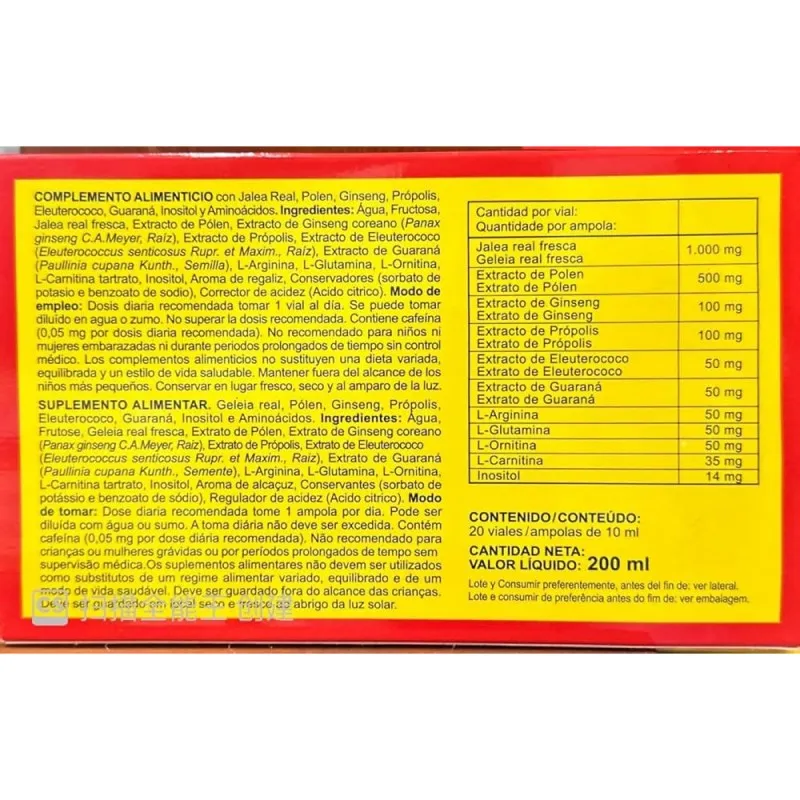 COMPLEMENTO ALIMENTICIO con Jalea Real, Polen, Ginseng, Própolis,
Eleuterococo, Guaraná, Inositol y Aminoácidos. Ingredientes: Água, Fructosa,
Jalea real fresca, Extracto de Pólen, Extracto de Ginseng coreano (Panax
ginseng C.A.Meyer, Raíz), Extracto de Própolis, Extracto de Eleuterococo
(Eleuterococcus senticosus Rupr. et Maxim., Raíz), Extracto de Guaraná
(Paullinia cupana Kunth., Semilla), L-Arginina, L-Glutamina, L-Ornitina,
L-Carnitina tartrato, Inositol, Aroma de regaliz, Conservadores (sorbato de
potasio e benzoato de sodio), Corrector de acidez (Acido citrico). Modo de
empleo: Dosis diaria recomendada tomar 1 vial al día. Se puede tomar
diluído en agua o zumo. No superar la dosis recomendada. Contiene cafeína
(0,05 mg por dosis diaria recomendada). No recomendado para niños ni
mujeres embarazadas ni durante periodos prolongados de tiempo sin control
médico. Los complementos alimenticios no sustituyen una dieta variada,
equilibrada y un estilo de vida saludable. Mantener fuera del alcance de los
niños más pequeños. Conservar en lugar fresco, seco y al amparo de la luz.
SUPLEMENTO ALIMENTAR. Geleia real, Pólen, Ginseng, Própolis,
Eleuterococo, Guaraná, Inositol e Aminoácidos. Ingredientes: Água,
Frutose, Geleia real fresca, Extrato de Pólen, Extrato de Ginseng coreano
(Panax ginseng C.A.Meyer, Raiz), Extrato de Própolis, Extrato de Eleuterococo
(Eleuterococcus senticosus Rupr. et Maxim., Raíz), Extrato de Guaraná
(Paullinia cupana Kunth., Semente), L-Arginina, L-Glutamina, L-Ornitina,
L-Carnitina tartrato, Inositol, Aroma de alcaçuz, Conservantes (sorbato de
potássio e benzoato de sódio), Regulador de acidez (Acido citrico). Modo
de tomar: Dose diaria recomendada tome 1 ampola por dia. Pode ser
diluída com água ou sumo. A toma diária não deve ser excedida. Contém
cafeína (0,05 mg por dose diária recomendada). Não recomendado para
crianças ou mulheres grávidas ou por períodos prolongados de tempo sem
supervisão médica.Os suplementos alimentares não devem ser utilizados
como substitutos de um regime alimentar variado, equilibrado e de um
modo de vida saudável. Deve ser guardado fora do alcance das crianças.
Deve ser guardado em local seco e fresco ao abrigo da luz solar.
CS 扫描全能王 创建
Cantidad por vial:
Quantidade por ampola:
Jalea real fresca
Geleia real fresca 1.000 mg
Extracto de Polen
Extrato de Pólen 500 mg
Extracto de Ginseng
Extrato de Ginseng 100 mg
Extracto de Própolis
Extrato de Própolis 100 mg
Extracto de Eleuterococo
Extrato de Eleuterococo 50 mg
Extracto de Guaraná
Extrato de Guaraná 50 mg
L-Arginina 50 mg
L-Glutamina 50 mg
L-Ornitina 50 mg
L-Carnitina 35 mg
Inositol 14 mg
CONTENIDO/CONTEÚDO:
20 viales/ampolas de 10 ml
CANTIDAD NETA:
VALOR LÍQUIDO: 200 ml
Lote y Consumir preferentemente, antes del fin de: ver lateral.
Lote e consumir de preferência antes do fim de: ver embalagem.